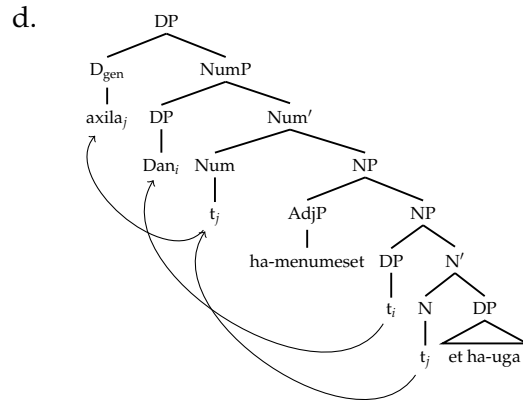 d.
DP
D_gen NumP
axila_j DP Num′
Dan_i Num NP
t_j AdjP NP
ha-menumeset DP N′
t_i N DP
t_j et ha-uga